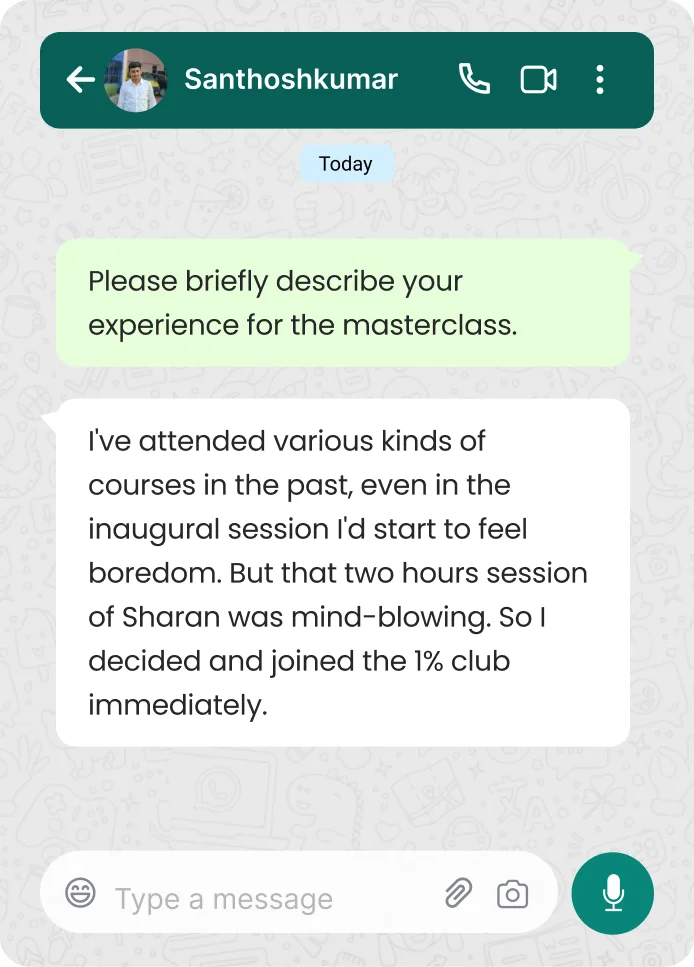 Santhoshkumar
Today
Please briefly describe your
experience for the masterclass.
I've attended various kinds of
courses in the past, even in the
inaugural session I'd start to feel
boredom. But that two hours session
of Sharan was mind-blowing. So I
decided and joined the 1% club
immediately.
Type a message